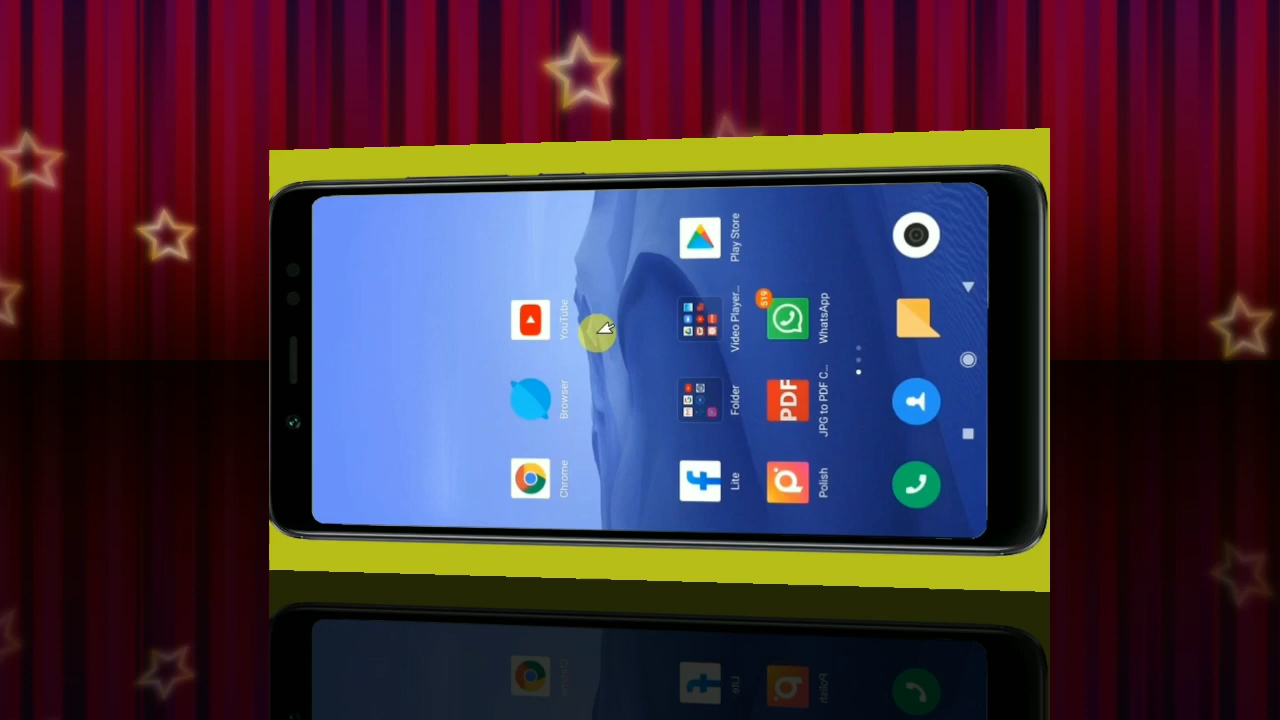 Chrome
Browser
YouTube
Lite
Folder
Video Player...
Play Store
Polish
PDF
JPG to PDF C...
519
WhatsApp